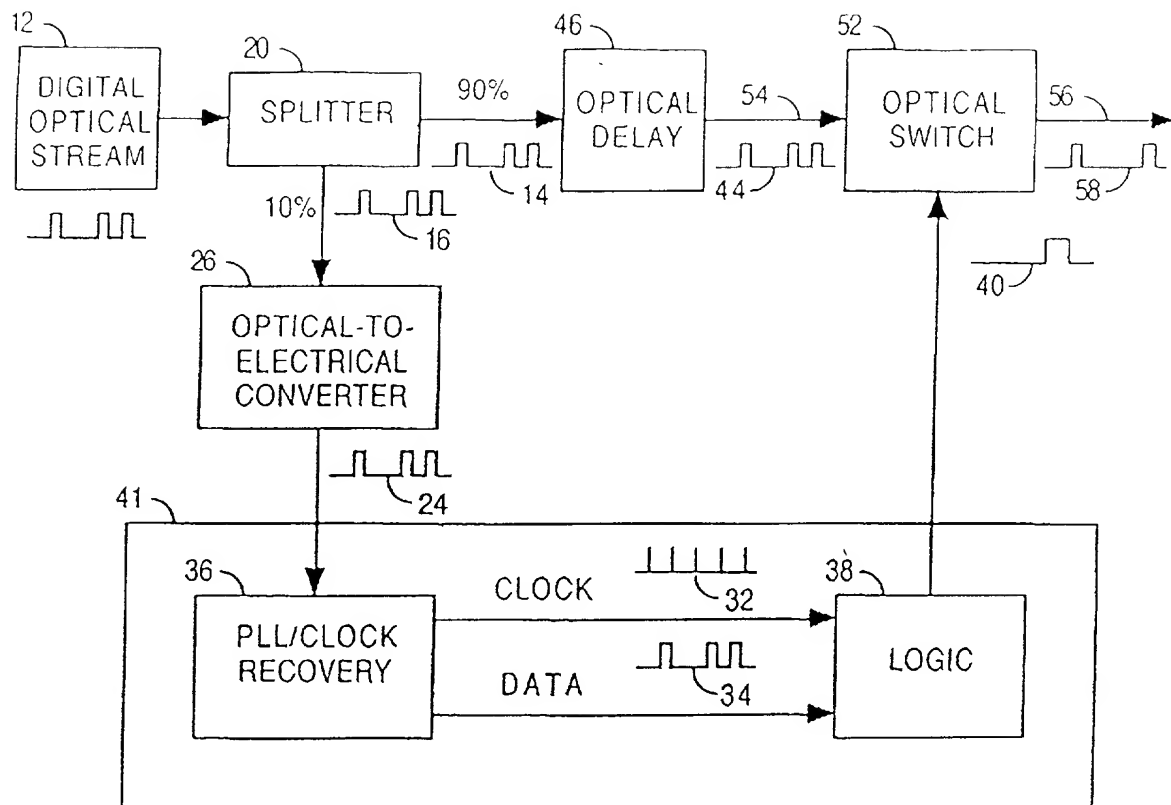 12
20
46
52
DIGITAL
OPTICAL
STREAM
SPLITTER
90%
OPTICAL
DELAY
54
OPTICAL
SWITCH
56
14
44
58
10%
16
40
26
OPTICAL-TO-
ELECTRICAL
CONVERTER
24
41
36
CLOCK
32
38
PLL/CLOCK
RECOVERY
LOGIC
DATA
34